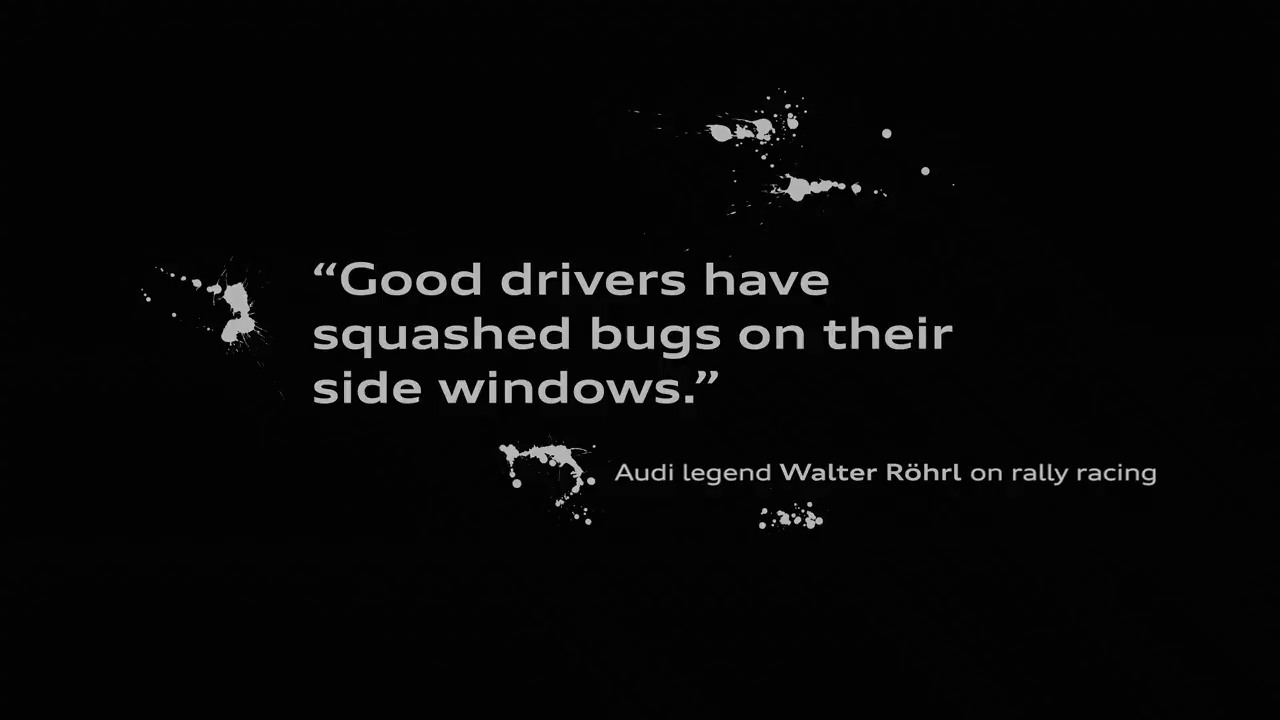 “Good drivers have
squashed bugs on their
side windows.”
Audi legend Walter Röhrl on rally racing